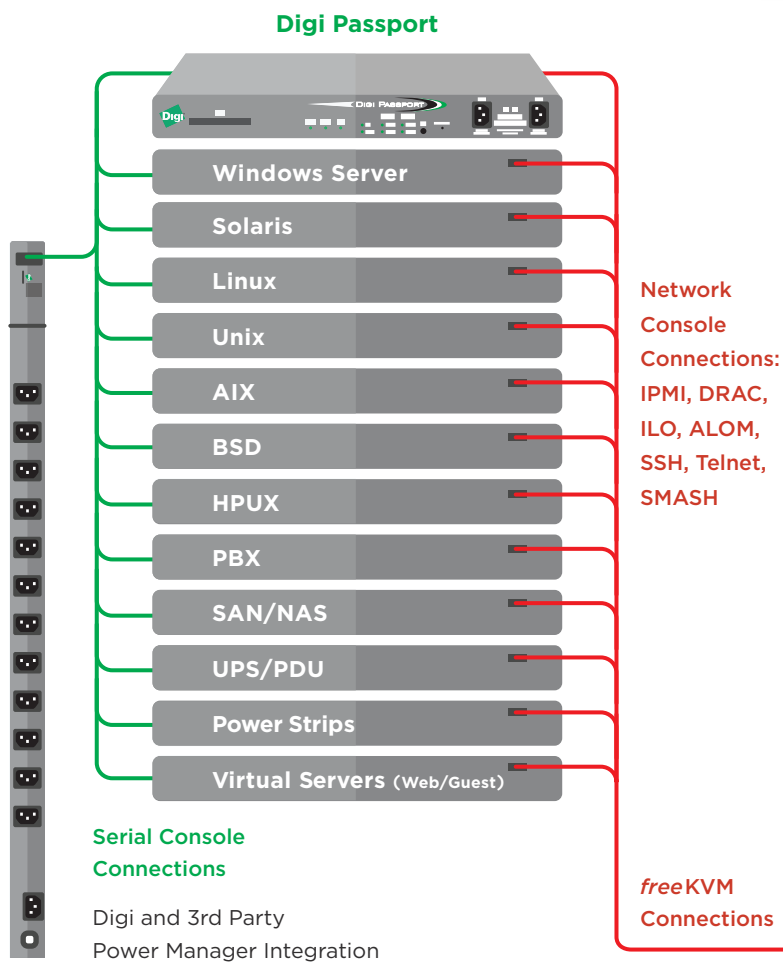 Digi Passport
Digi
DIGI PASSPORT
Windows Server
Solaris
Linux
Unix
AIX
BSD
HPUX
PBX
SAN/NAS
UPS/PDU
Power Strips
Virtual Servers (Web/Guest)
Network
Console
Connections:
IPMI, DRAC,
ILO, ALOM,
SSH, Telnet,
SMASH
Serial Console
Connections
Digi and 3rd Party
Power Manager Integration
freeKVM
Connections